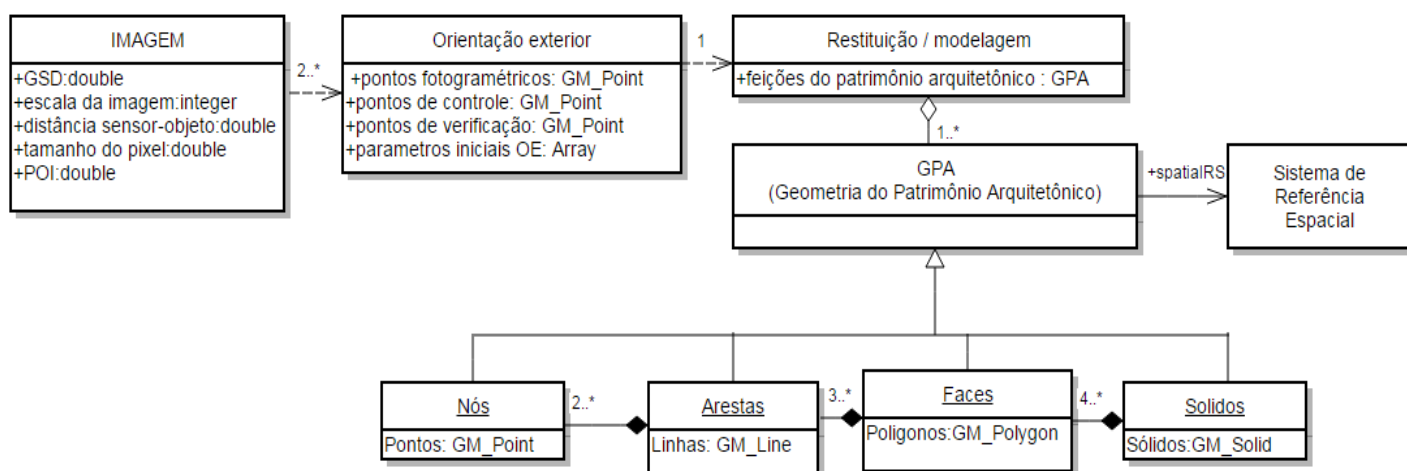 IMAGEM
+GSD:double
+escala da imagem:integer
+distância sensor-objeto:double
+tamanho do pixel:double
+POI:double
2..*
Orientação exterior
+pontos fotogramétricos: GM_Point
+pontos de controle: GM_Point
+pontos de verificação: GM_Point
+parametros iniciais OE: Array
1
Restituição / modelagem
+feições do patrimônio arquitetônico : GPA
1..*
GPA
(Geometria do Patrimônio Arquitetônico)
+spatialRS
Sistema de
Referência
Espacial
Nós
Pontos: GM_Point
2..*
Arestas
Linhas: GM_Line
3..*
Faces
Poligonos:GM_Polygon
4..*
Solidos
Sólidos:GM_Solid